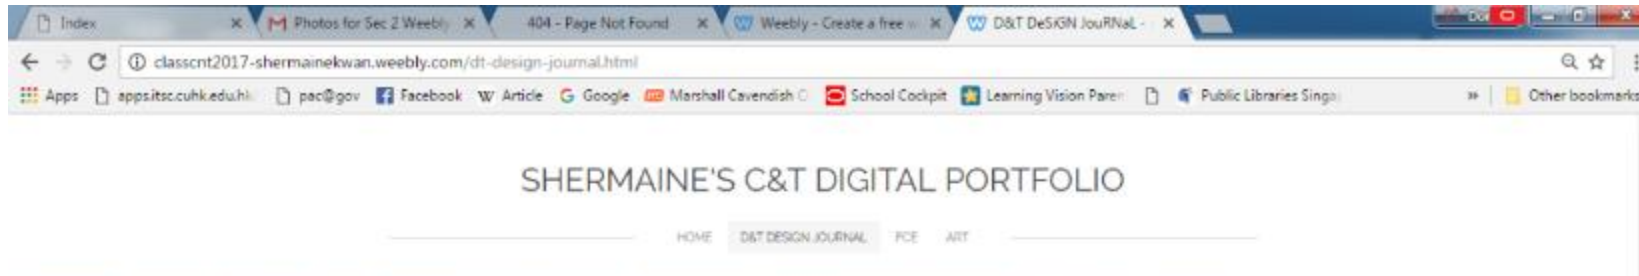 Index Photos for Sec 2 Weebly 404 - Page Not Found Weebly - Create a free D&T DeSiGN JouRNaL -
classcnt2017-shermainekwan.weebly.com/dt-design-journal.html
Apps apps.itsc.cuhk.edu.hk pac@gov Facebook W Article G Google Marshall Cavendish School Cockpit Learning Vision Paren Public Libraries Singa » Other bookmarks
SHERMAINE'S C&T DIGITAL PORTFOLIO
HOME D&T DESIGN JOURNAL FCE ART